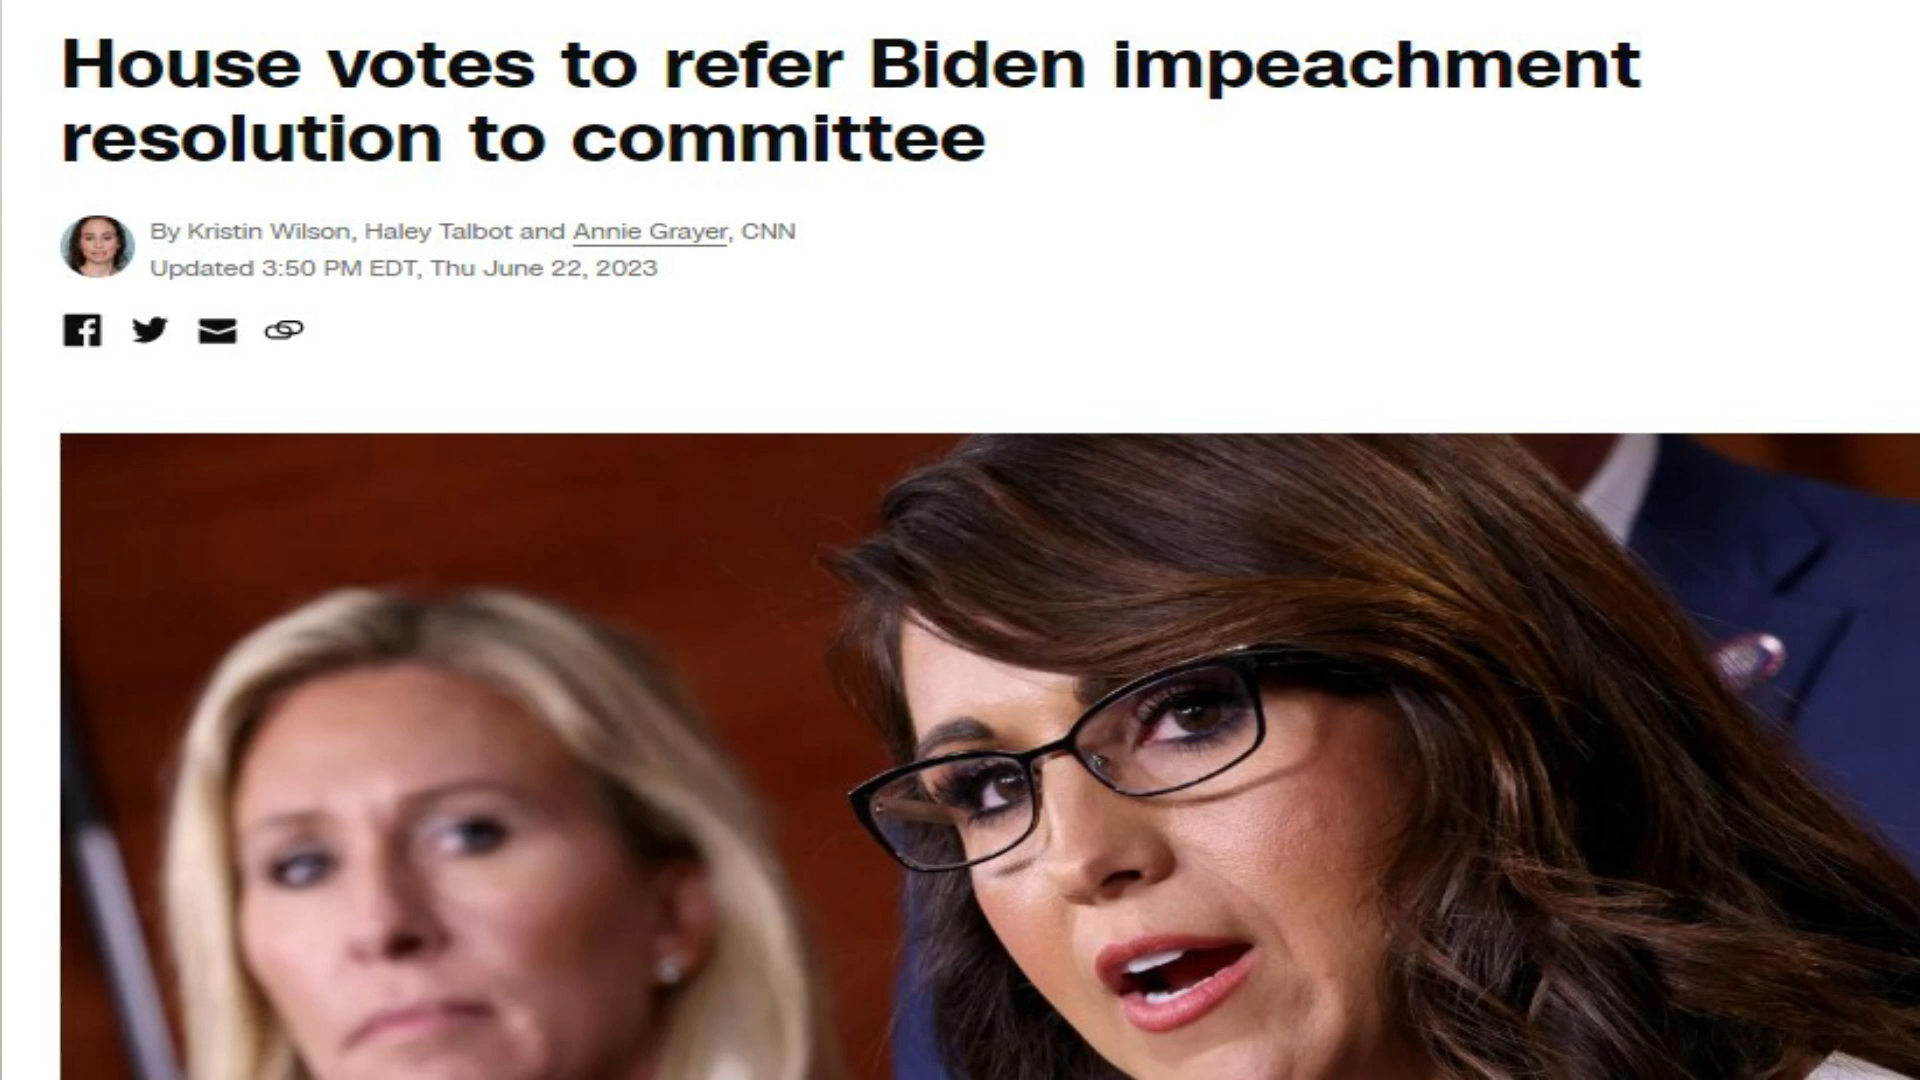 House votes to refer Biden impeachment
resolution to committee
By Kristin Wilson, Haley Talbot and Annie Grayer, CNN
Updated 3:50 PM EDT, Thu June 22, 2023